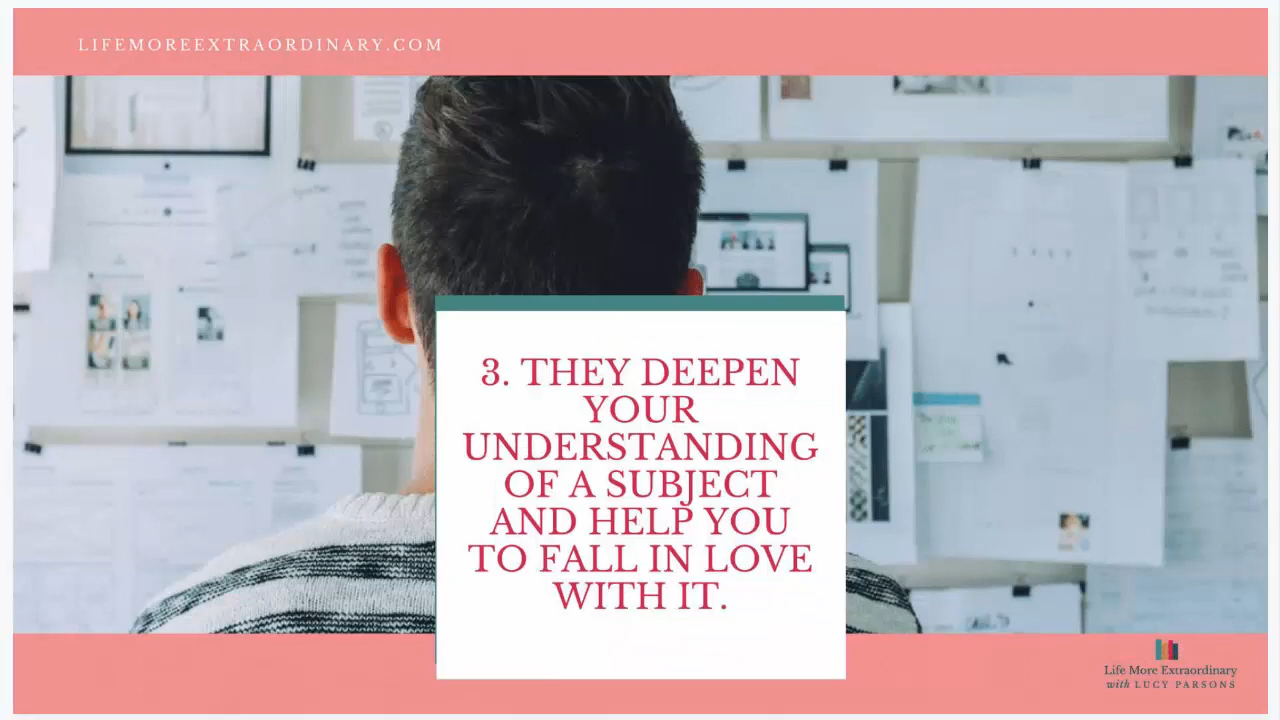 LIFEMOREEXTRAORDINARY.COM
3. THEY DEEPEN
YOUR
UNDERSTANDING
OF A SUBJECT
AND HELP YOU
TO FALL IN LOVE
WITH IT.
Life More Extraordinary
with LUCY PARSONS